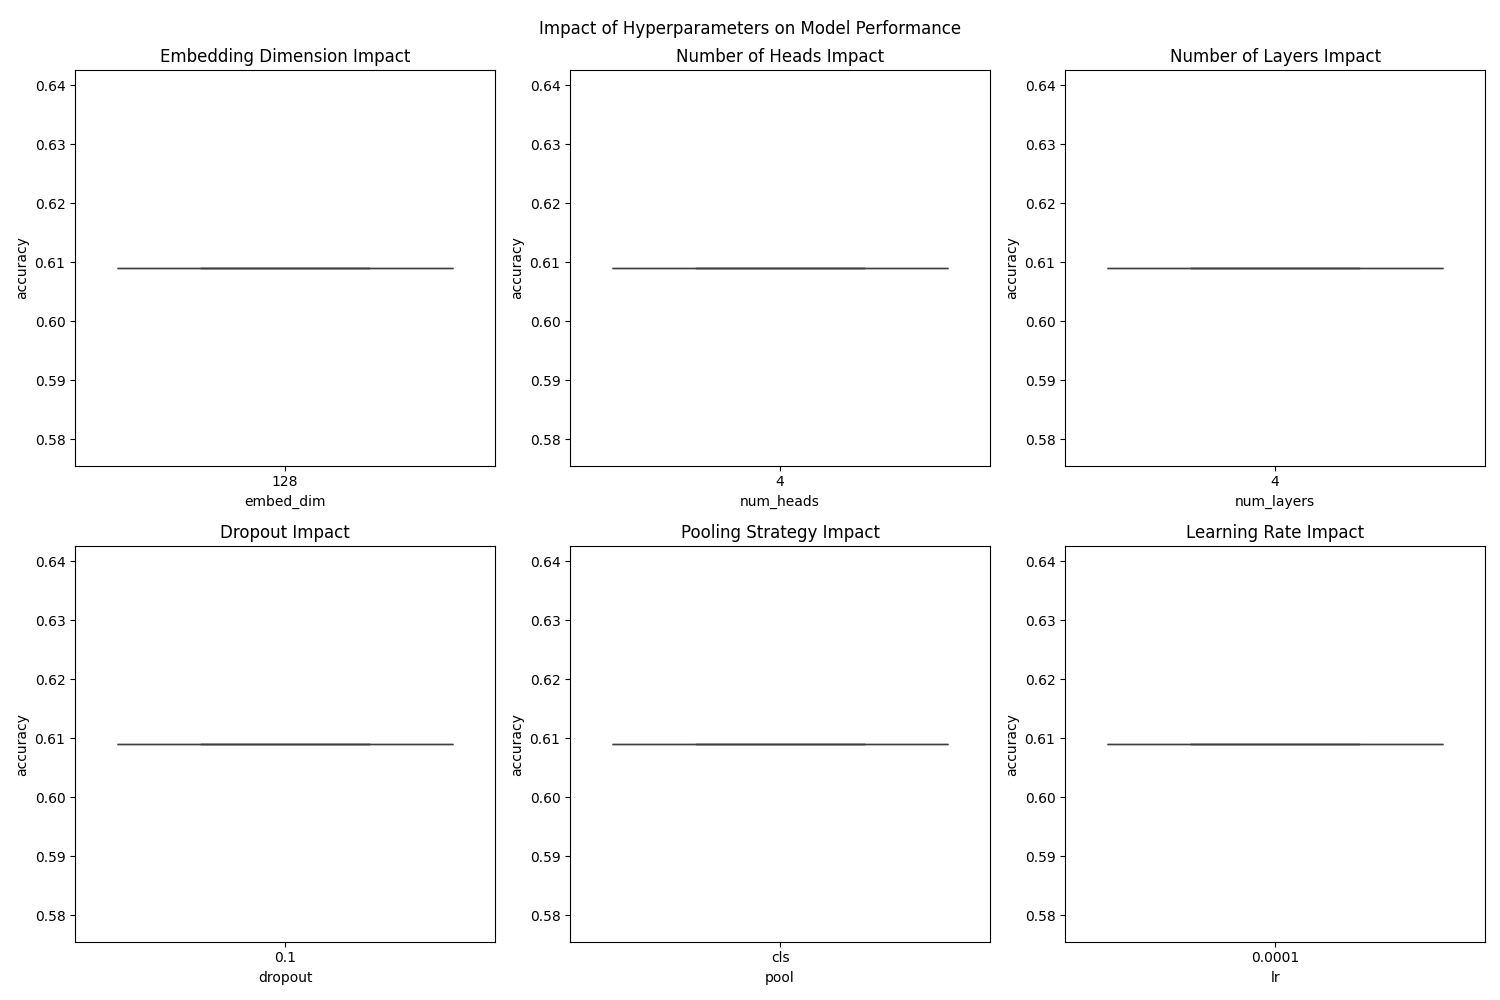 Impact of Hyperparameters on Model Performance
Embedding Dimension Impact
0.64
0.63
0.62
0.61
0.60
0.59
0.58
accuracy
128
embed_dim
Number of Heads Impact
0.64
0.63
0.62
0.61
0.60
0.59
0.58
accuracy
4
num_heads
Number of Layers Impact
0.64
0.63
0.62
0.61
0.60
0.59
0.58
accuracy
4
num_layers
Dropout Impact
0.64
0.63
0.62
0.61
0.60
0.59
0.58
accuracy
0.1
dropout
Pooling Strategy Impact
0.64
0.63
0.62
0.61
0.60
0.59
0.58
accuracy
cls
pool
Learning Rate Impact
0.64
0.63
0.62
0.61
0.60
0.59
0.58
accuracy
0.0001
lr